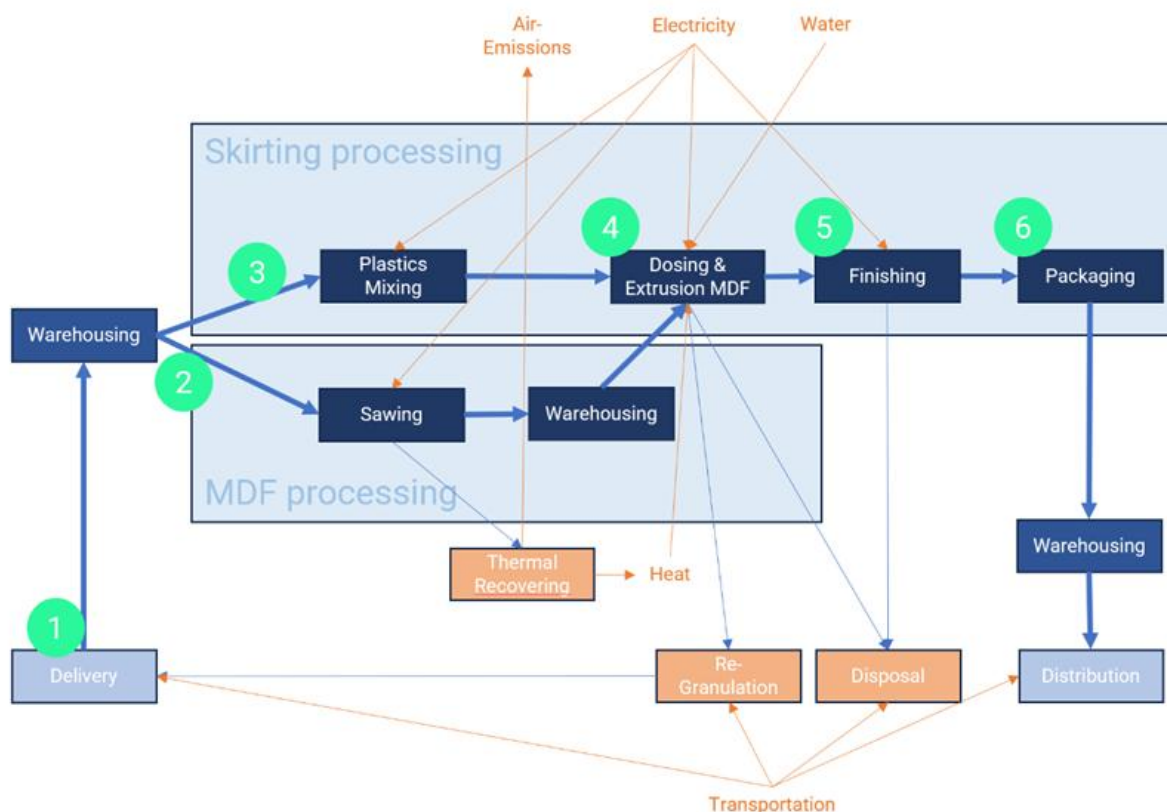 Air-
Emissions
Electricity
Water
Skirting processing
3
4
5
6
Plastics
Mixing
Dosing &
Extrusion MDF
Finishing
Packaging
Warehousing
2
Sawing
Warehousing
MDF processing
Warehousing
Thermal
Recovering
Heat
1
Delivery
Re-
Granulation
Disposal
Distribution
Transportation